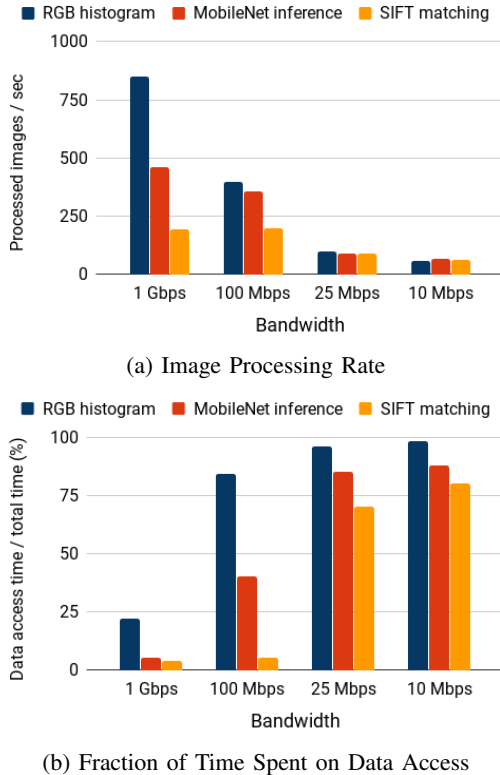 RGB histogram MobileNet inference SIFT matching
1000
750
500
250
0
Processed images / sec
1 Gbps 100 Mbps 25 Mbps 10 Mbps
Bandwidth
(a) Image Processing Rate
RGB histogram MobileNet inference SIFT matching
100
75
50
25
0
Data access time / total time (%)
1 Gbps 100 Mbps 25 Mbps 10 Mbps
Bandwidth
(b) Fraction of Time Spent on Data Access